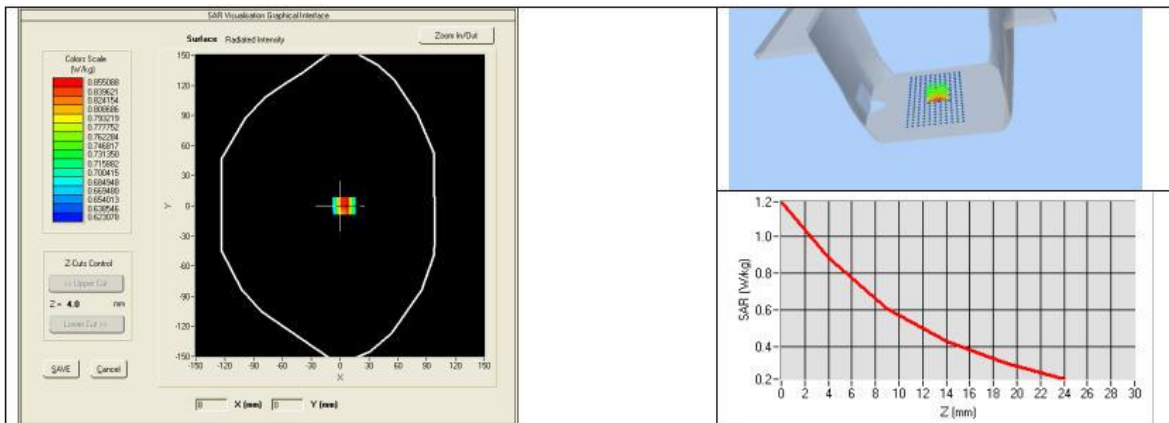 SAR Visualisation Graphical Interface
Surface Radiated Intensity
Zoom In/Out
Colors Scale
(W/kg)
0.855088
0.839621
0.824154
0.808686
0.793219
0.777752
0.762284
0.746817
0.731350
0.715882
0.700415
0.684948
0.669480
0.654013
0.638546
0.623078
Z-Cuts Control
<< Upper Cut
Z = 4.0 mm
Lower Cut >>
SAVE Cancel
150
120
90
60
30
0
-30
-60
-90
-120
-150
Y
-150 -120 -90 -60 -30 0 30 60 90 120 150
X
8 X (mm) 0 Y (mm)
1.2
1.0
0.8
0.6
0.4
0.2
SAR (W/kg)
0 2 4 6 8 10 12 14 16 18 20 22 24 26 28 30
Z (mm)